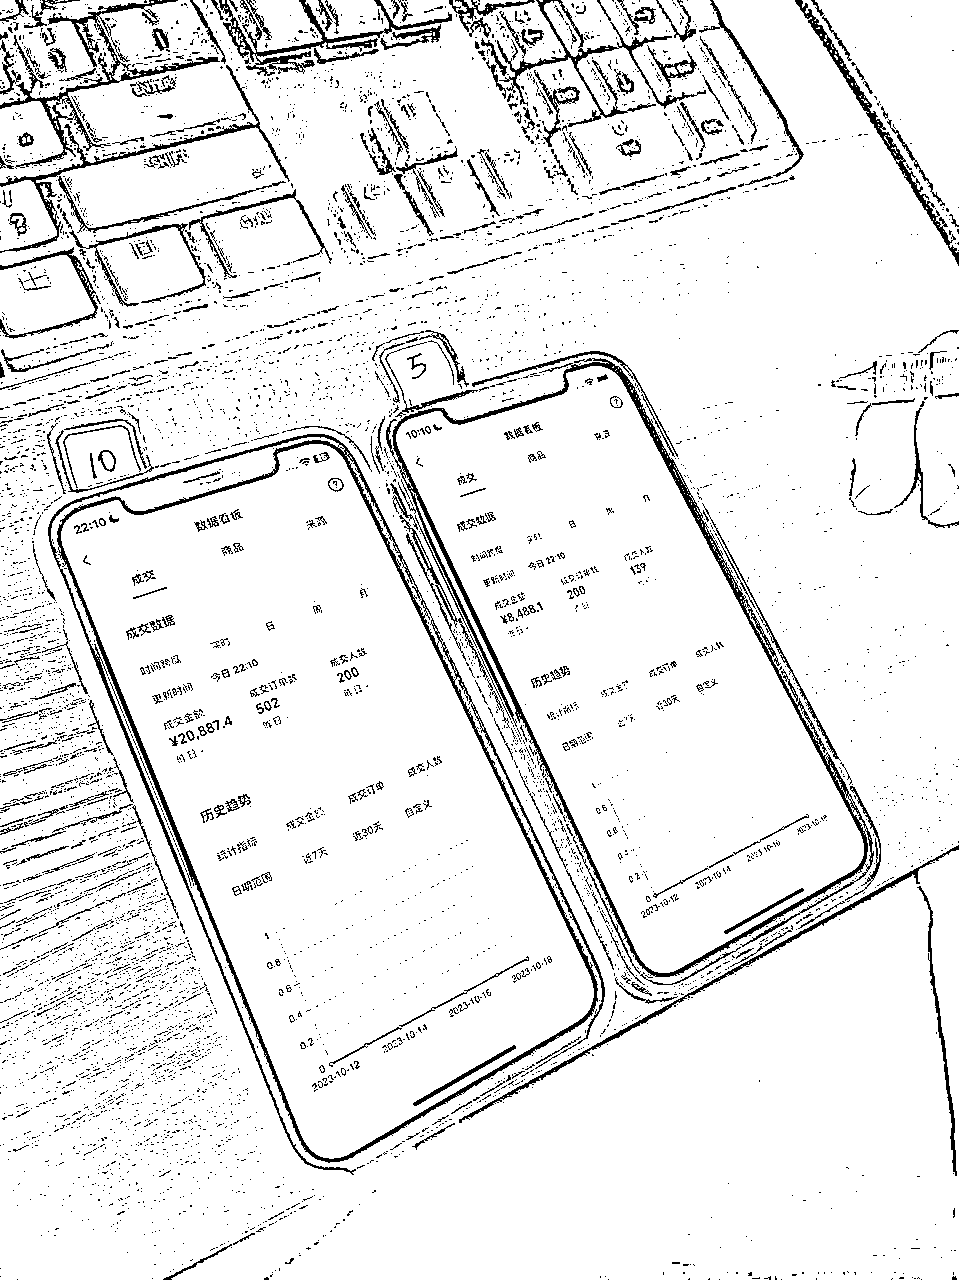 10
22:10
数据看板
成交
商品
来源
成交数据
时间类型
实时
日
周
月
更新时间
今日 22:10
成交金额
成交订单数
成交人数
¥20,887.4
502
200
昨日 -
昨日 -
昨日 -
历史趋势
统计指标
成交金额
成交订单
成交人数
日期范围
近7天
近30天
自定义
1
0.8
0.6
0.4
0.2
0
2023-10-12
2023-10-14
2023-10-16
2023-10-18
5
10:10
数据看板
成交
商品
来源
成交数据
实时
日
周
月
更新时间
今日 22:10
成交金额
成交订单数
成交人数
¥8,488.1
200
139
昨日 -
历史趋势
统计指标
成交金额
成交订单
成交人数
日期范围
近7天
近30天
自定义
1
0.8
0.6
0.4
0.2
0
2023-10-12
2023-10-14
2023-10-16
2023-10-18